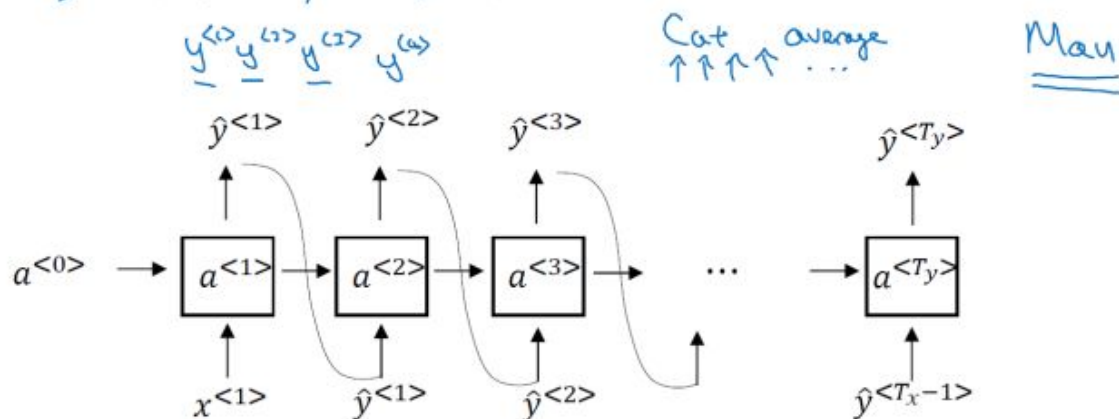 y<1> y<2> y<3> y<4> Cat average Mau
↑ ↑ ↑ ↑ ...
ŷ<1> ŷ<2> ŷ<3> ŷ<Ty>
a<0> a<1> a<2> a<3> ... a<Ty>
x<1> ŷ<1> ŷ<2> ŷ<Tx−1>